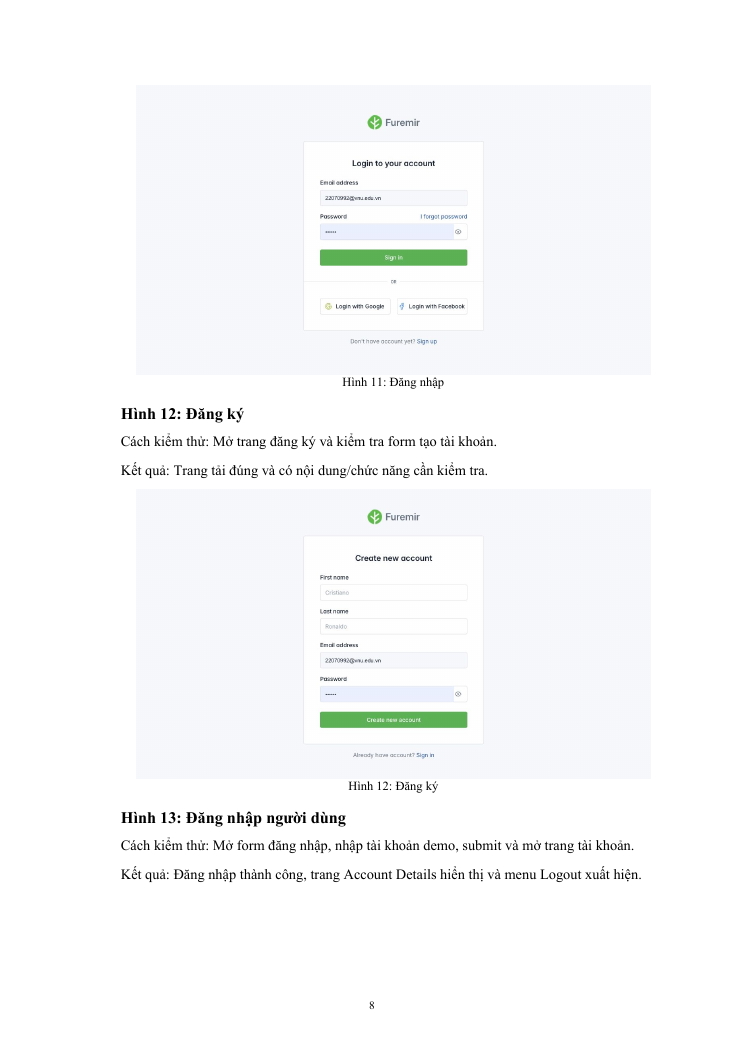 Furemir
Login to your account
Email address
22070992@vnu.edu.vn
Password I forgot password
•••••
Sign in
OR
Login with Google Login with Facebook
Don't have account yet? Sign up
Hình 11: Đăng nhập
Hình 12: Đăng ký
Cách kiểm thử: Mở trang đăng ký và kiểm tra form tạo tài khoản.
Kết quả: Trang tải đúng và có nội dung/chức năng cần kiểm tra.
Furemir
Create new account
First name
Cristiano
Last name
Ronaldo
Email address
22070992@vnu.edu.vn
Password
•••••
Create new account
Already have account? Sign in
Hình 12: Đăng ký
Hình 13: Đăng nhập người dùng
Cách kiểm thử: Mở form đăng nhập, nhập tài khoản demo, submit và mở trang tài khoản.
Kết quả: Đăng nhập thành công, trang Account Details hiển thị và menu Logout xuất hiện.
8